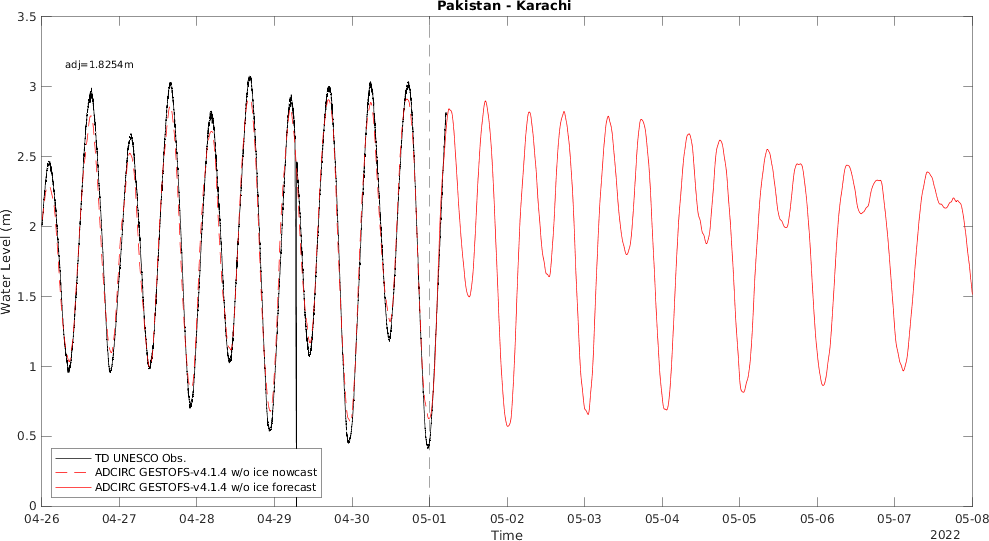 Pakistan - Karachi
3.5
adj=1.8254m
3
2.5
2
1.5
1
0.5
0
Water Level (m)
TD UNESCO Obs.
ADCIRC GESTOFS-v4.1.4 w/o ice nowcast
ADCIRC GESTOFS-v4.1.4 w/o ice forecast
04-26 04-27 04-28 04-29 04-30 05-01 05-02 05-03 05-04 05-05 05-06 05-07 05-08
Time
2022